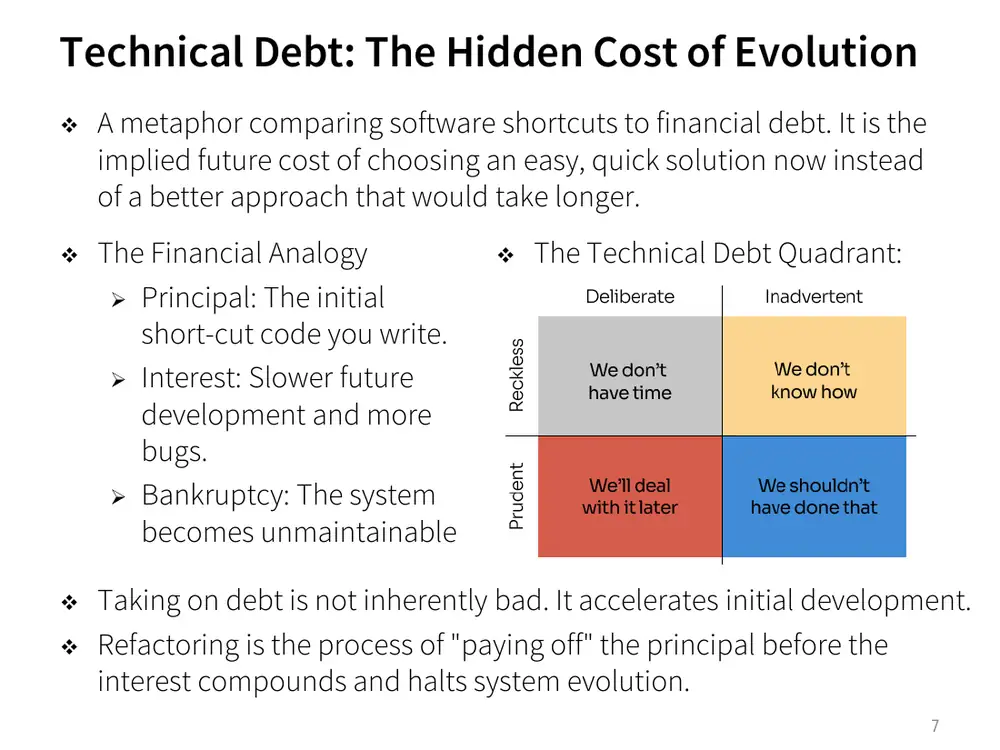 Technical Debt: The Hidden Cost of Evolution
A metaphor comparing software shortcuts to financial debt. It is the
implied future cost of choosing an easy, quick solution now instead
of a better approach that would take longer.
The Financial Analogy
Principal: The initial
short-cut code you write.
Interest: Slower future
development and more
bugs.
Bankruptcy: The system
becomes unmaintainable
The Technical Debt Quadrant:
Deliberate
Inadvertent
Reckless
We don't
have time
We don't
know how
Prudent
We'll deal
with it later
We shouldn't
have done that
Taking on debt is not inherently bad. It accelerates initial development.
Refactoring is the process of "paying off" the principal before the
interest compounds and halts system evolution.
7